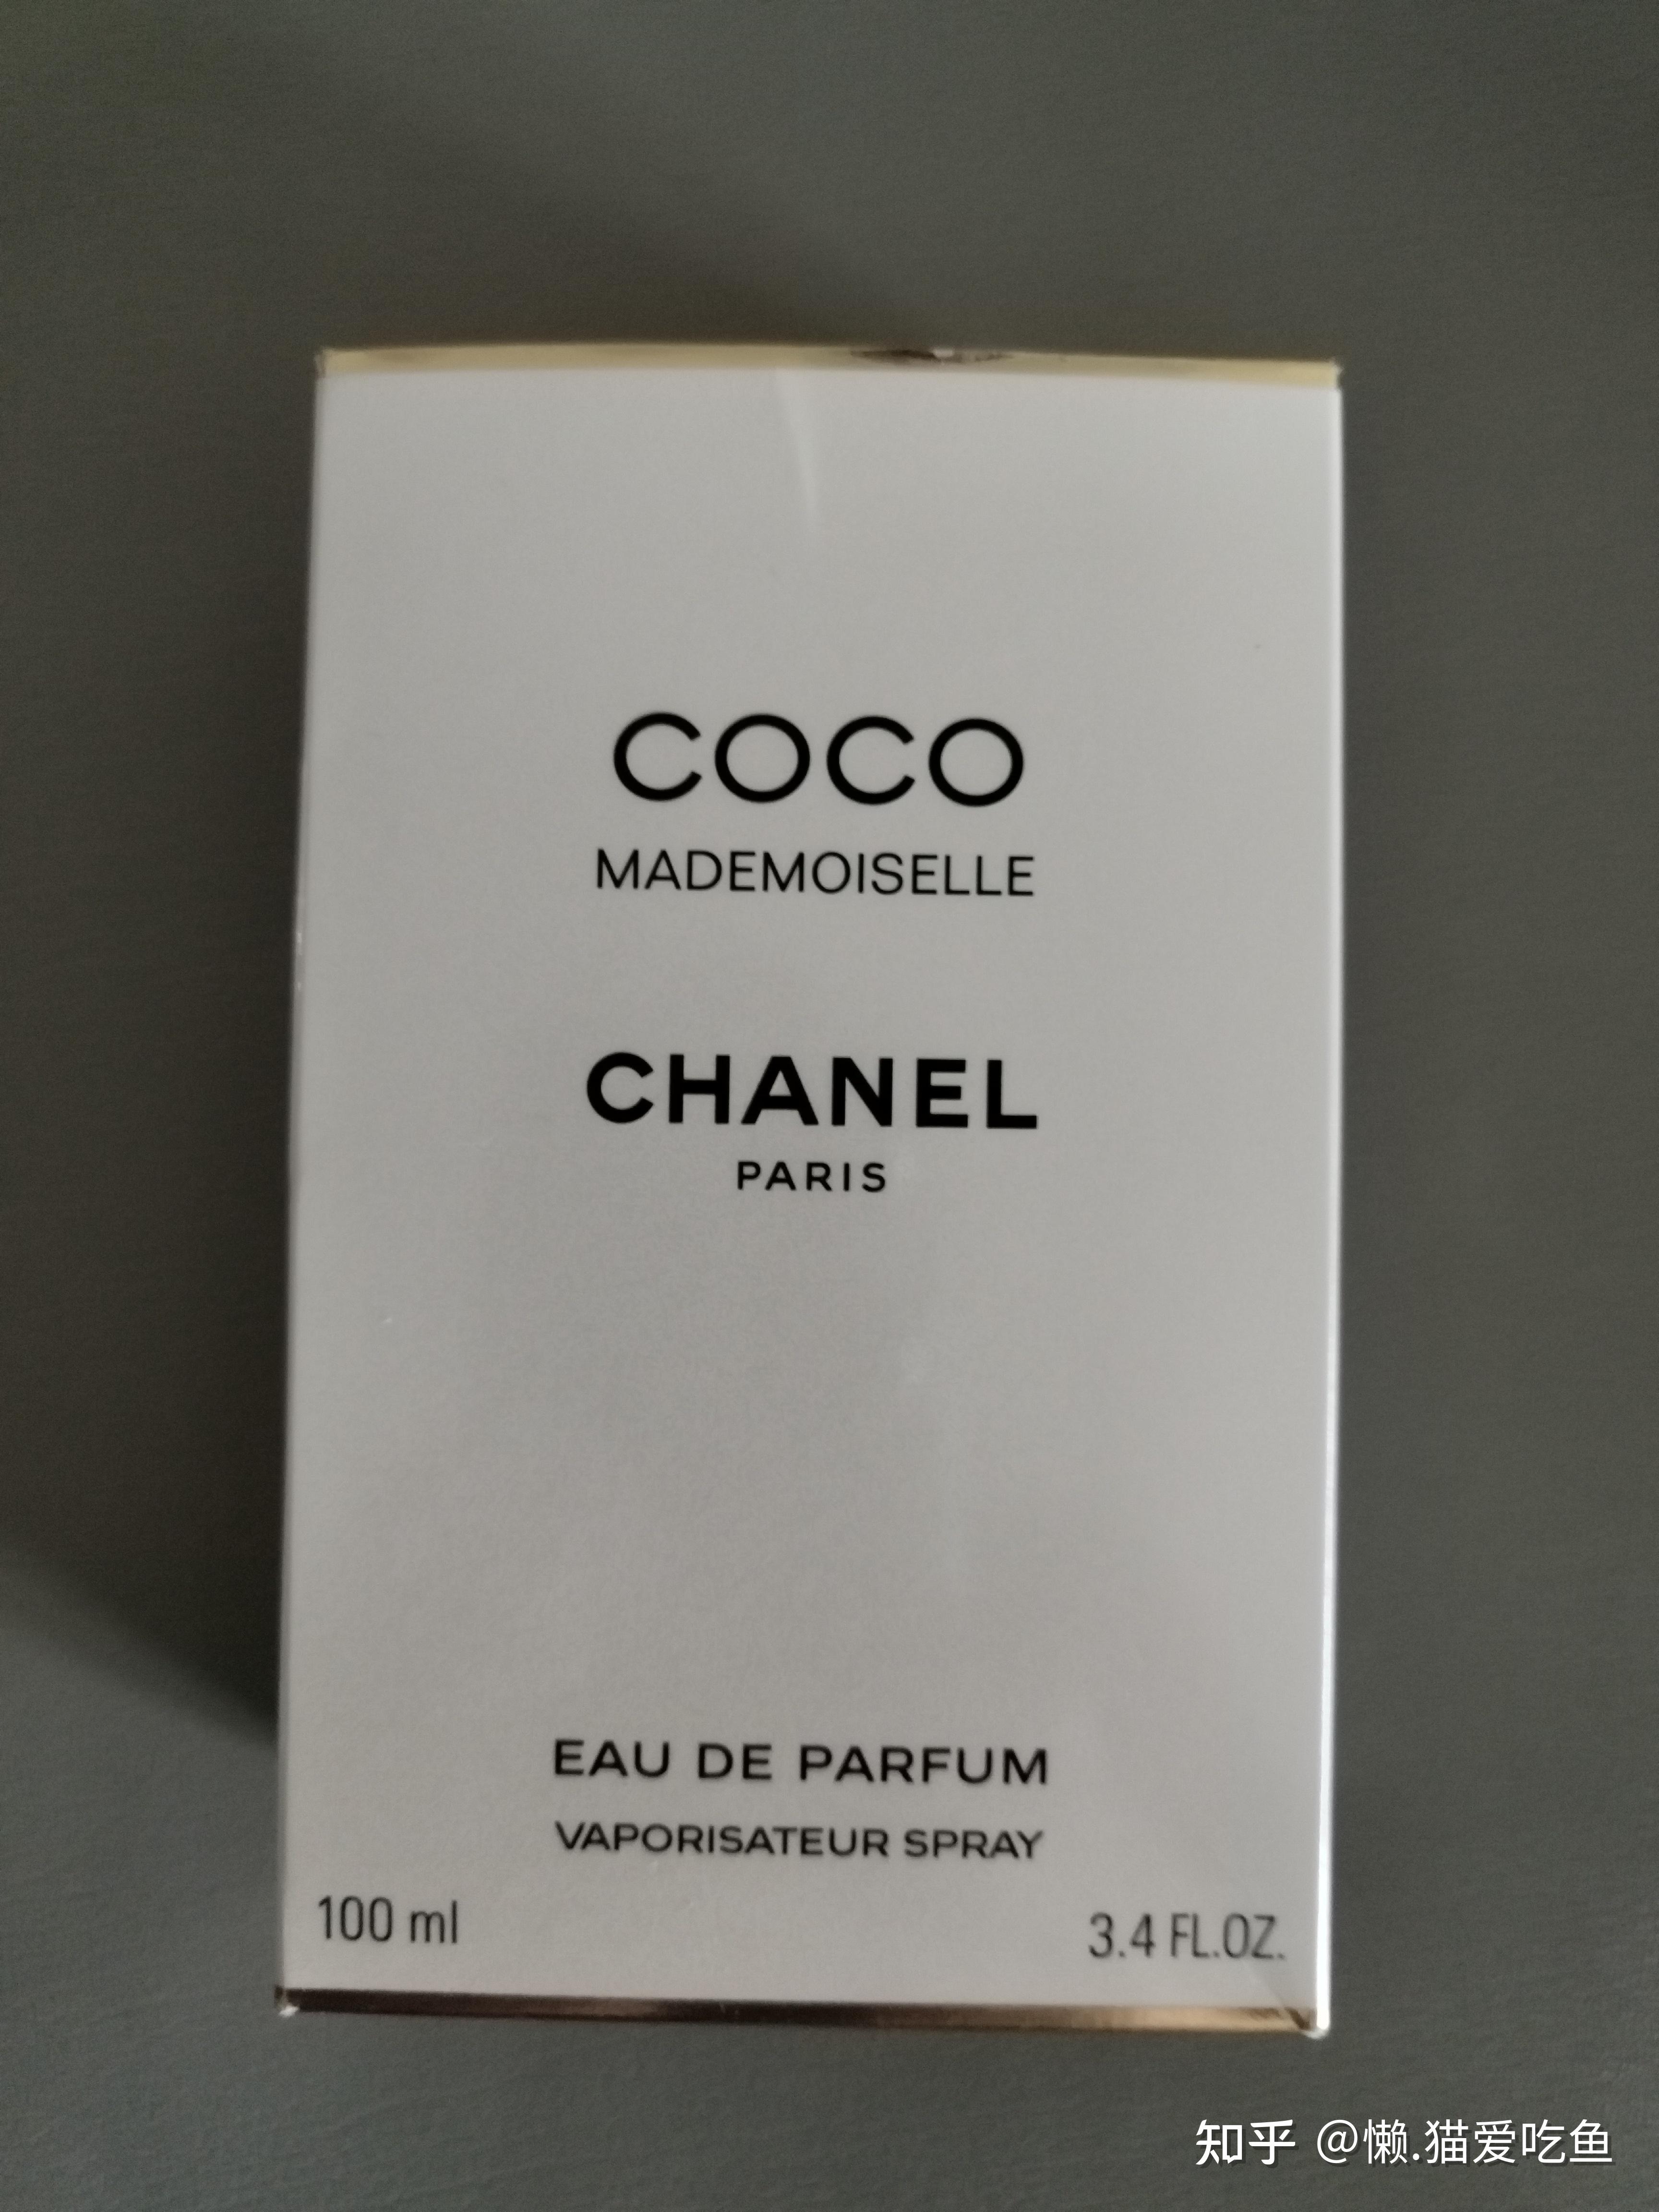 COCO
MADEMOISELLE
CHANEL
PARIS
EAU DE PARFUM
VAPORISATEUR SPRAY
100 ml 3.4 FL.OZ.
知乎 @懒.猫爱吃鱼